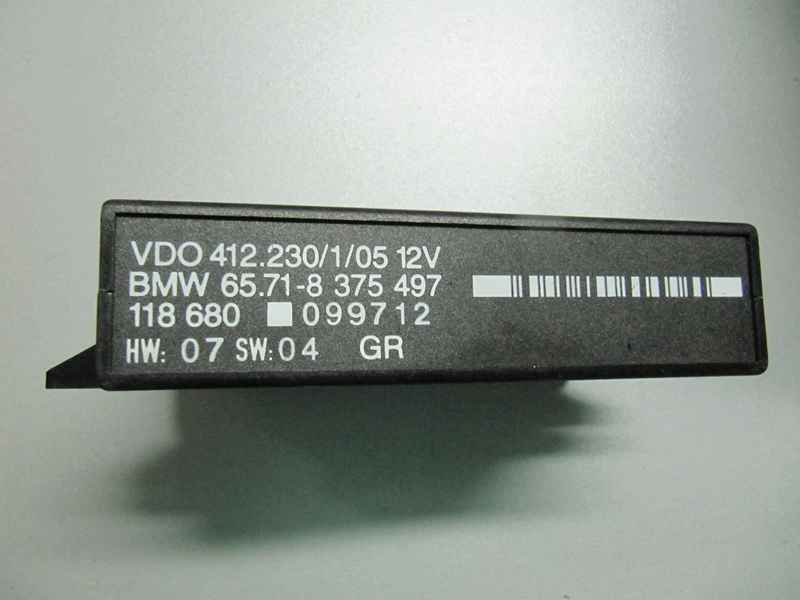 VDO 412.230/1/05 12V
BMW 65.71-8 375 497
118 680 099712
HW: 07 SW: 04 GR